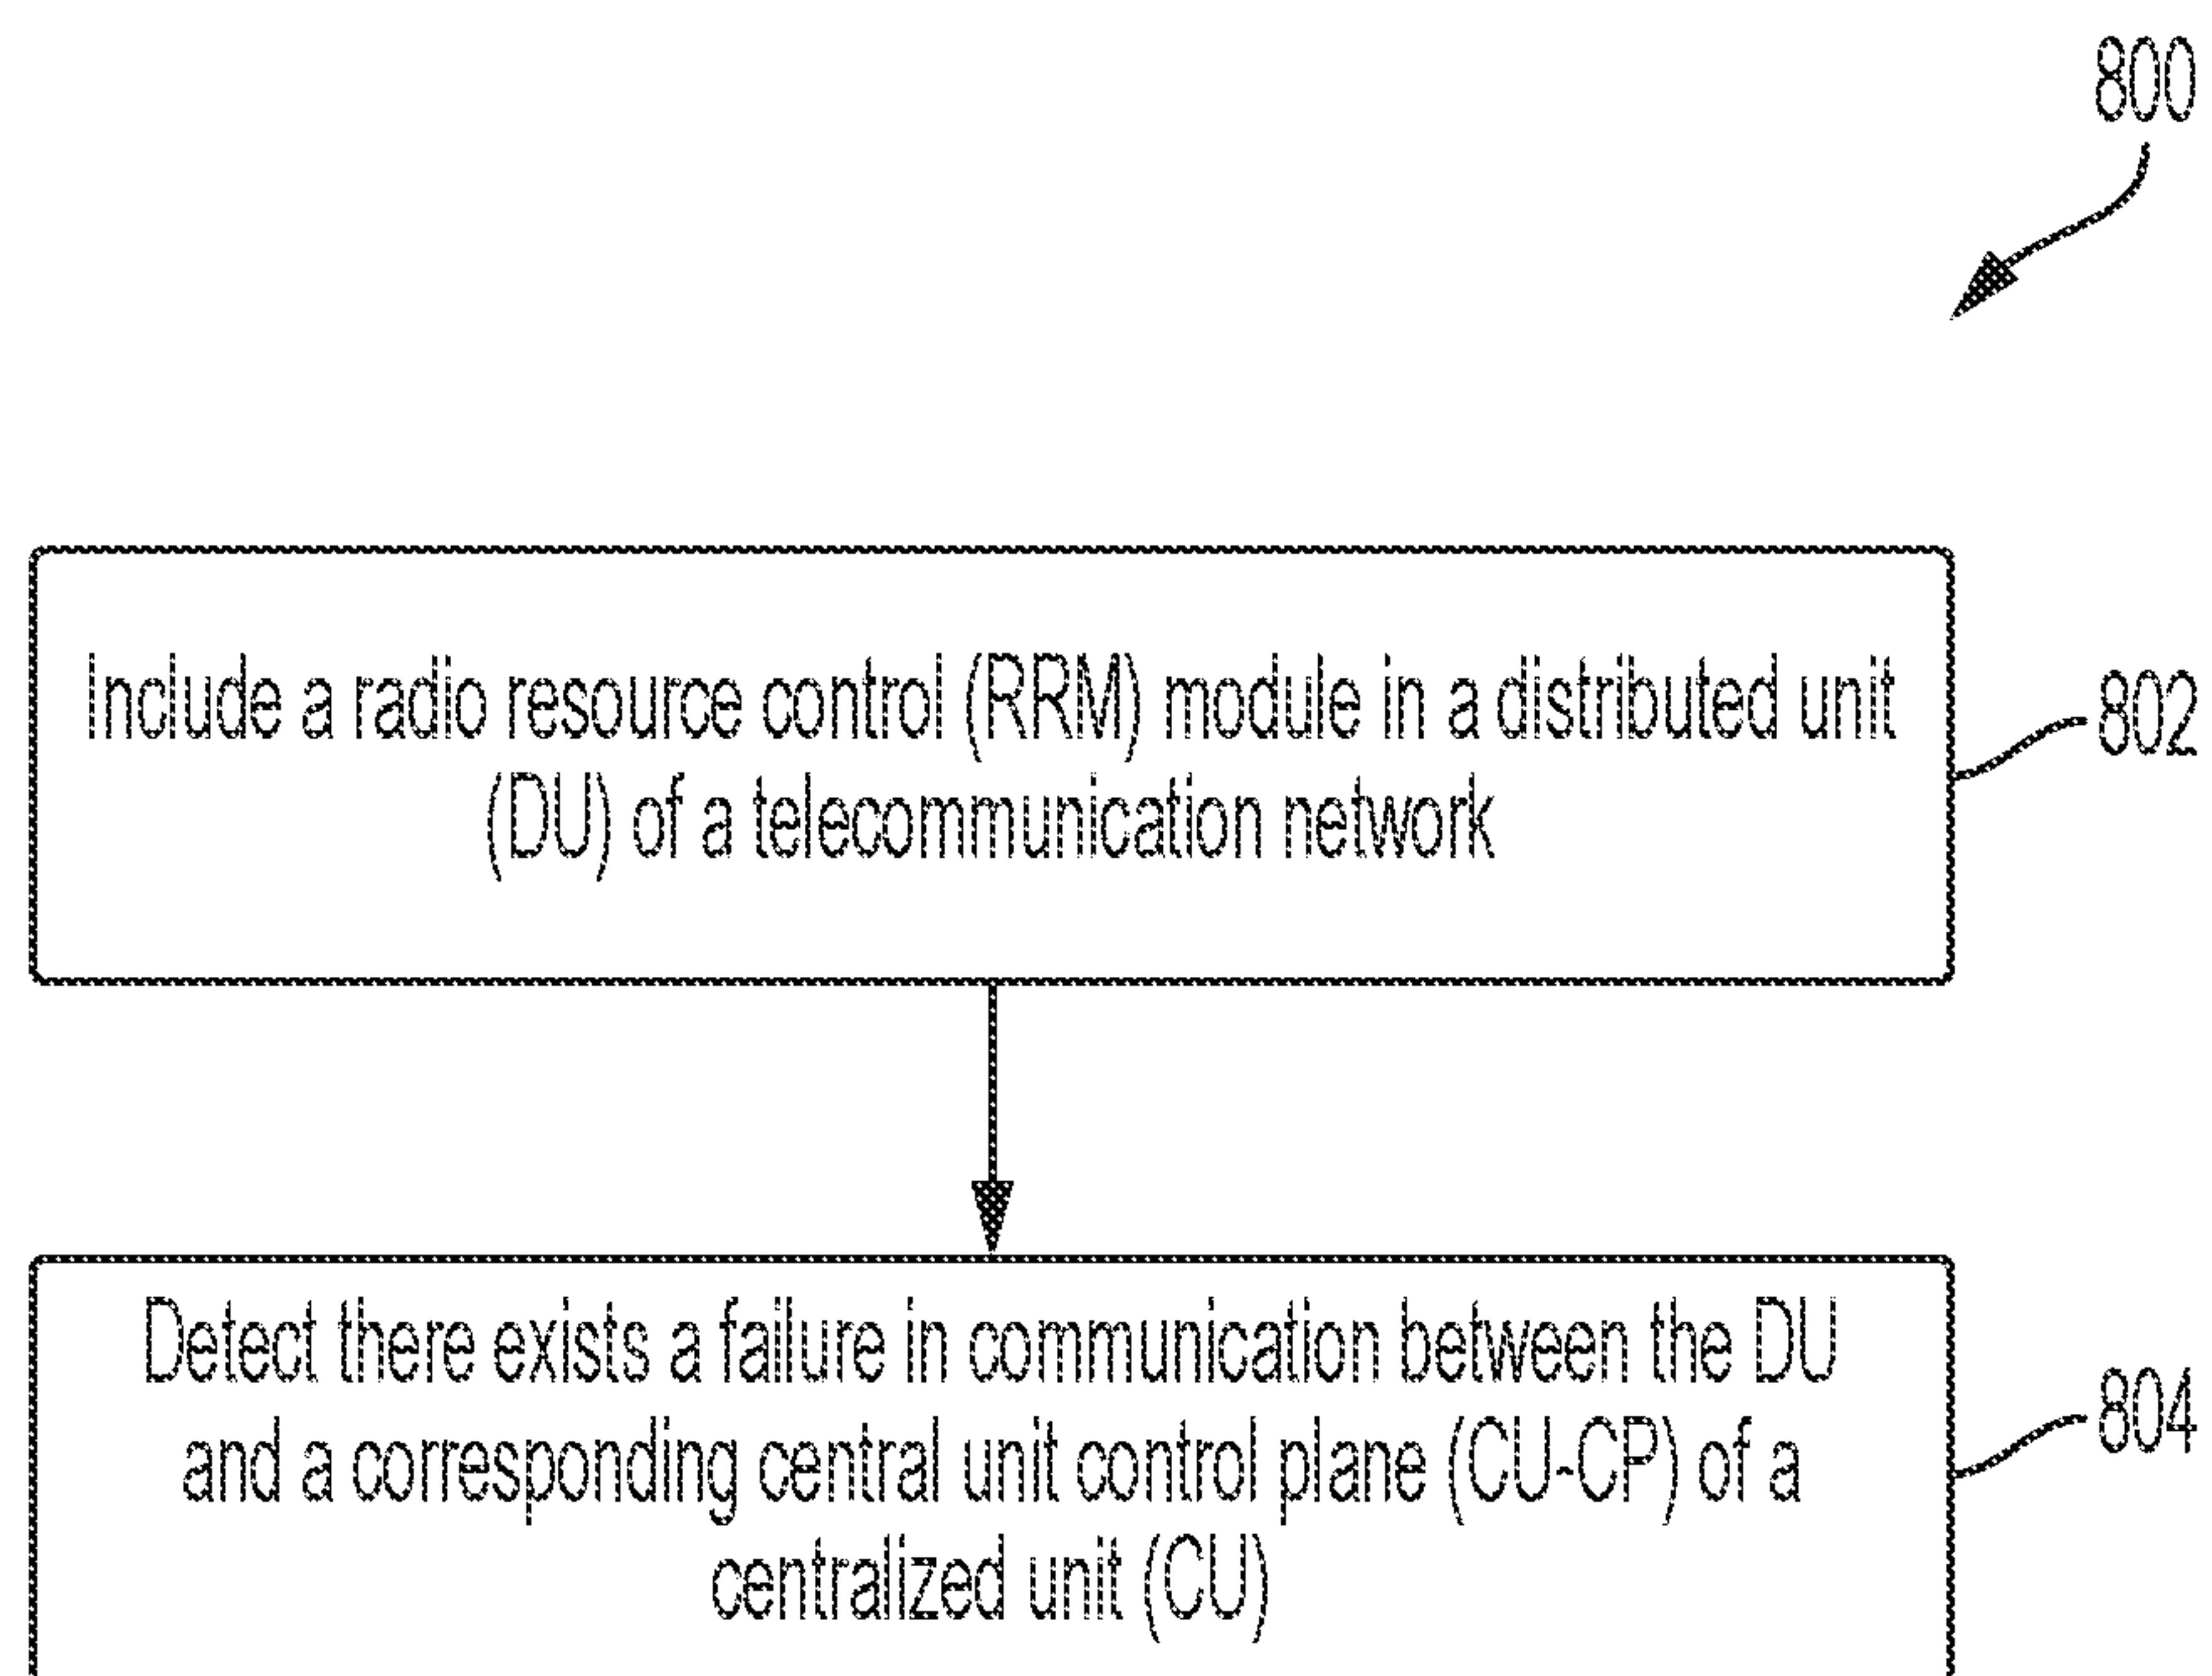 800
Include a radio resource control (RRM) module in a distributed unit
(DU) of a telecommunication network
802
Detect there exists a failure in communication between the DU
and a corresponding central unit control plane (CU-CP) of a
centralized unit (CU)
804